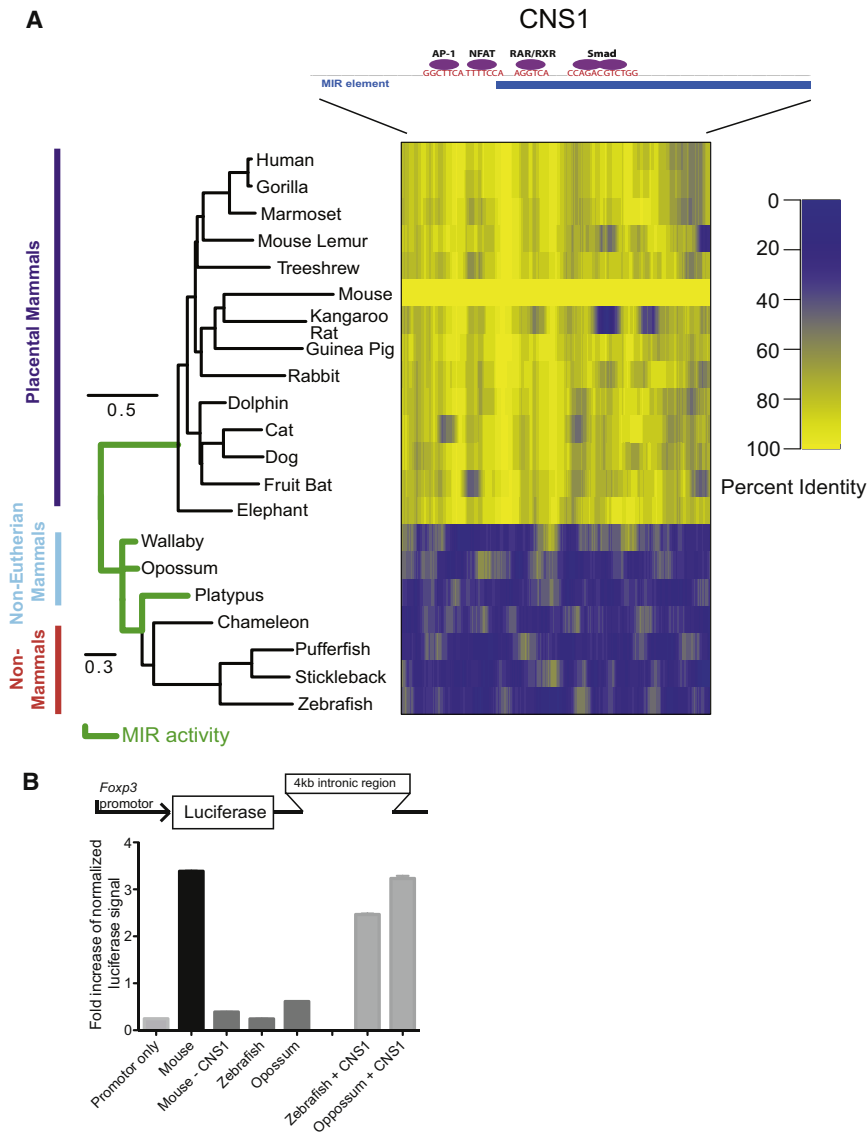 A
CNS1
AP-1 NFAT RAR/RXR Smad
GGCTTCA TTTTCCA AGGTCA CCAGACGTCTGG
MIR element
Placental Mammals
Non-Eutherian
Mammals
Non-
Mammals
Human
Gorilla
Marmoset
Mouse Lemur
Treeshrew
Mouse
Kangaroo
Rat
Guinea Pig
Rabbit
Dolphin
Cat
Dog
Fruit Bat
Elephant
Wallaby
Opossum
Platypus
Chameleon
Pufferfish
Stickleback
Zebrafish
0.5
0.3
MIR activity
0
20
40
60
80
100
Percent Identity
B
Foxp3
promotor
Luciferase
4kb intronic region
Fold increase of normalized
luciferase signal
4
3
2
1
0
Promotor only
Mouse
Mouse - CNS1
Zebrafish
Opossum
Zebrafish + CNS1
Oppossum + CNS1